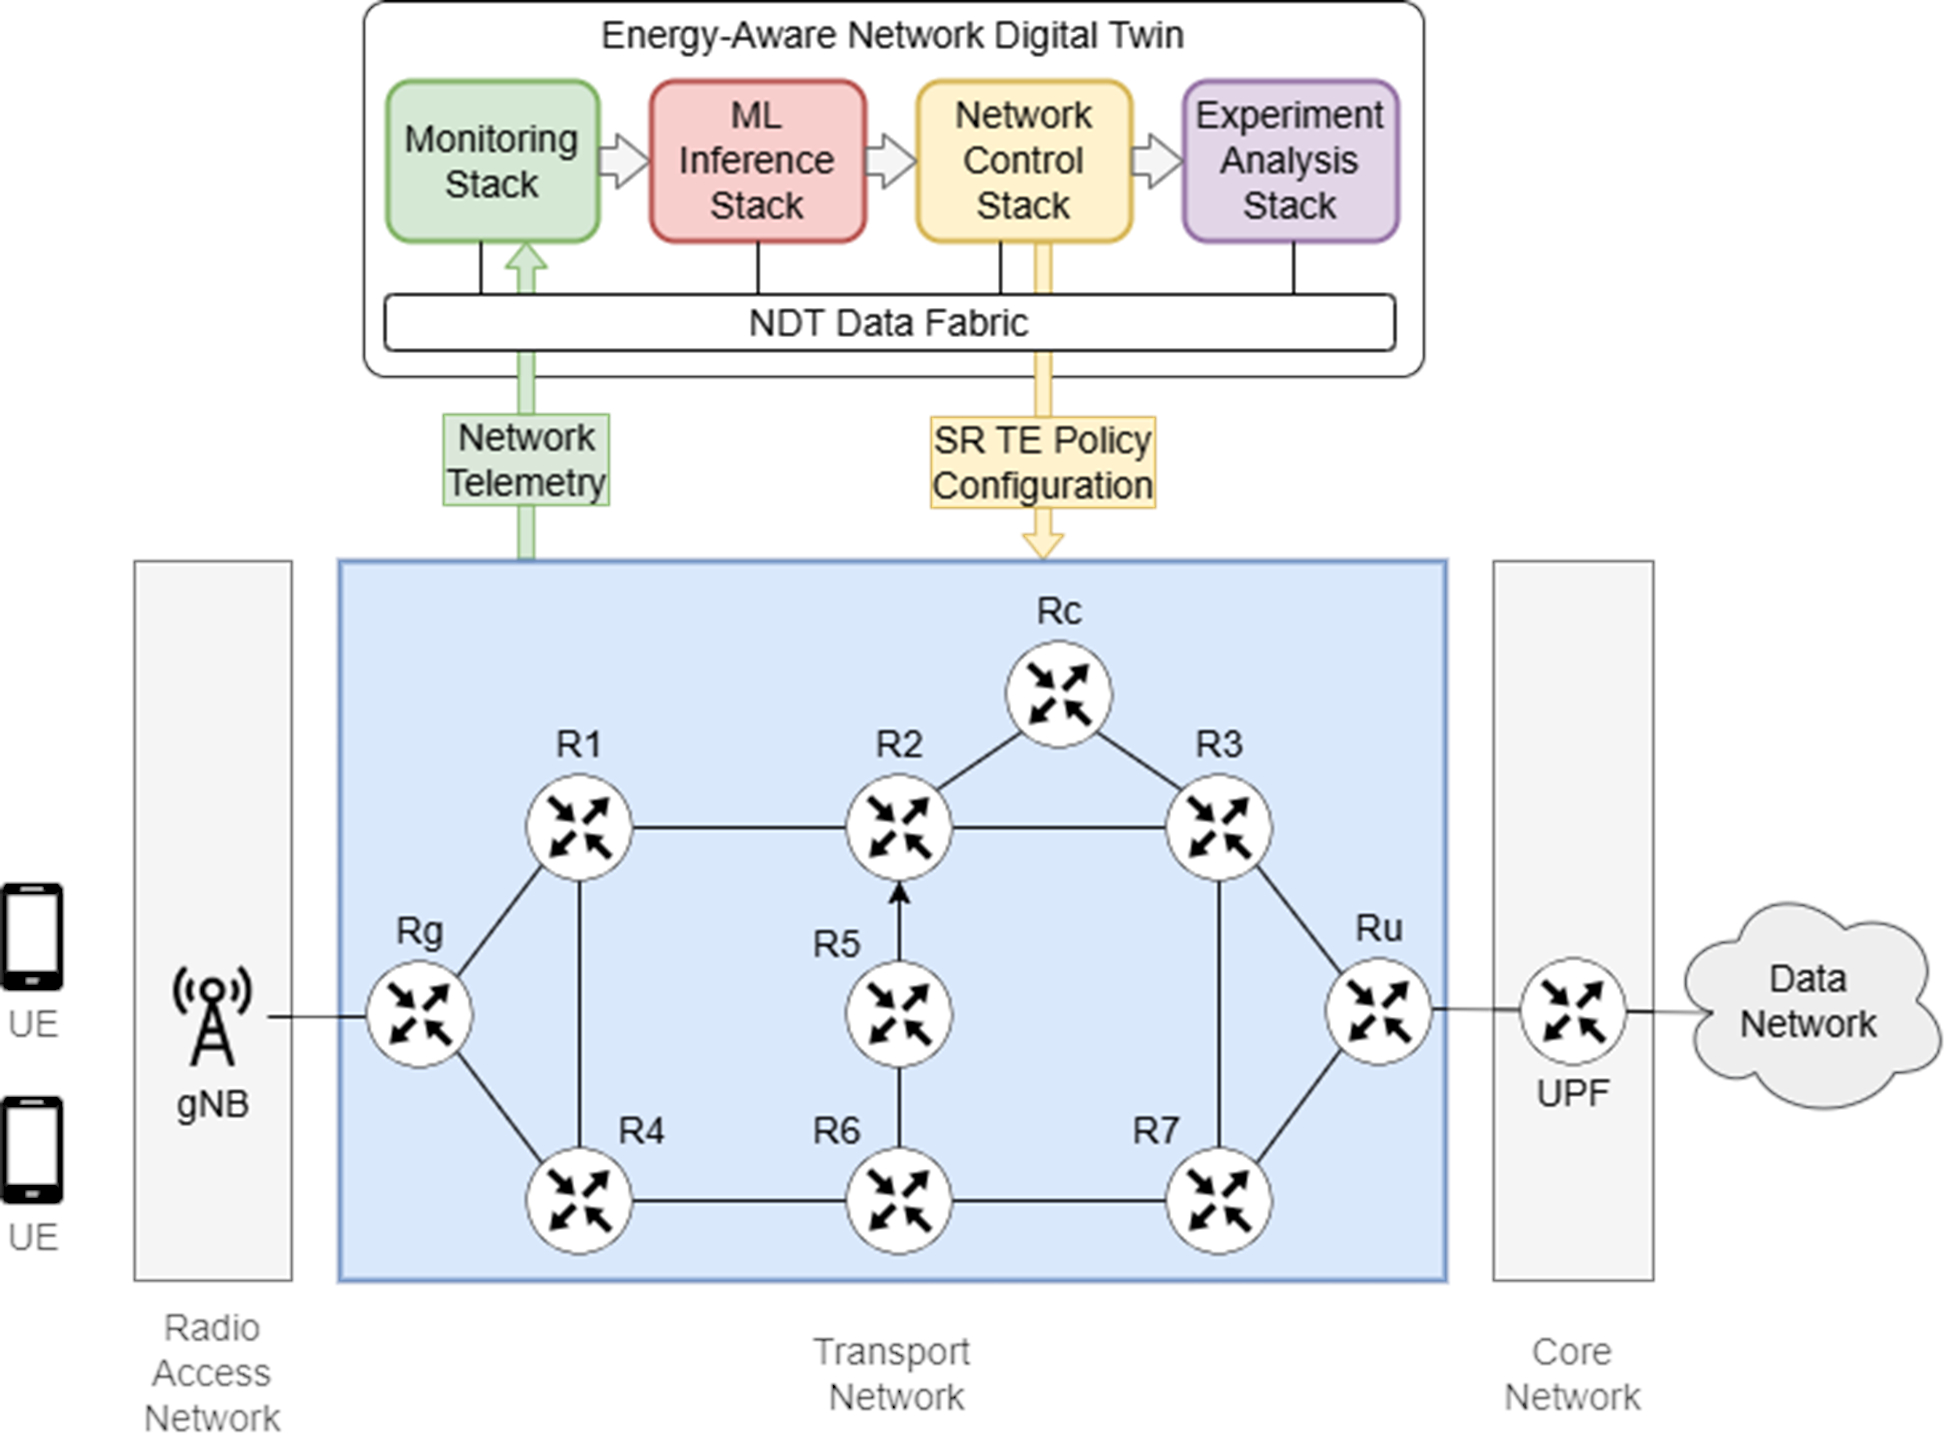 Energy-Aware Network Digital Twin
Monitoring
Stack
ML
Inference
Stack
Network
Control
Stack
Experiment
Analysis
Stack
NDT Data Fabric
Network
Telemetry
SR TE Policy
Configuration
Rc
R1
R2
R3
Rg
R5
Ru
UE
gNB
Data
Network
UPF
R4
R6
R7
UE
Radio
Access
Network
Transport
Network
Core
Network